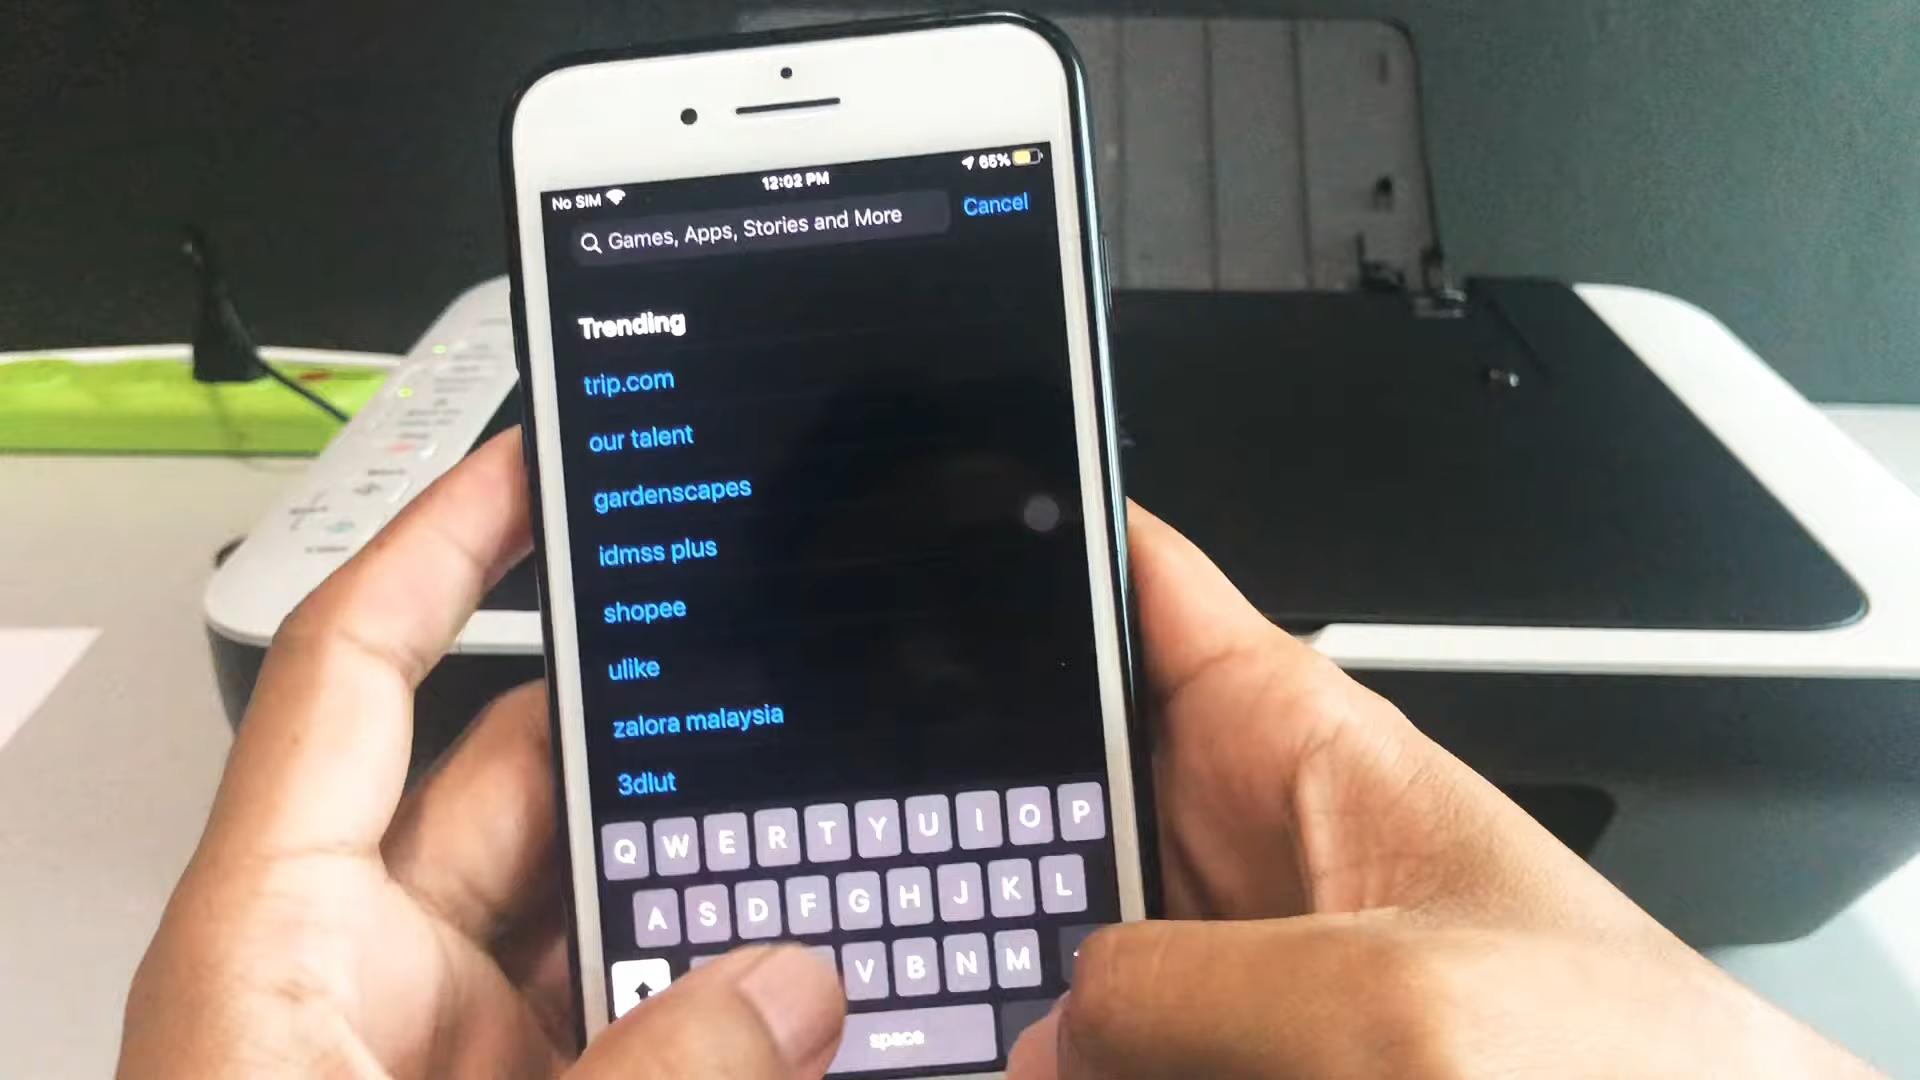 No SIM 12:02 PM 65%
Games, Apps, Stories and More Cancel
Trending
trip.com
our talent
gardenscapes
idmss plus
shopee
ulike
zalora malaysia
3dlut
Q W E R T Y U I O P
A S D F G H J K L
V B N M
space